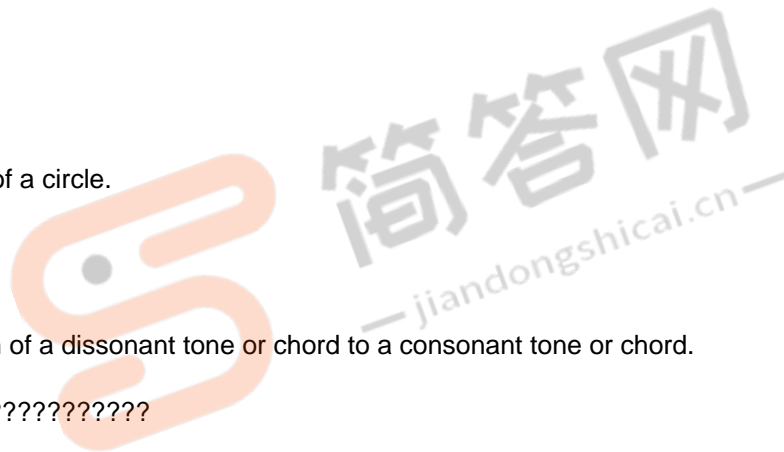 简答网
of a circle.
jiandongshicai.cn
of a dissonant tone or chord to a consonant tone or chord.
??????????